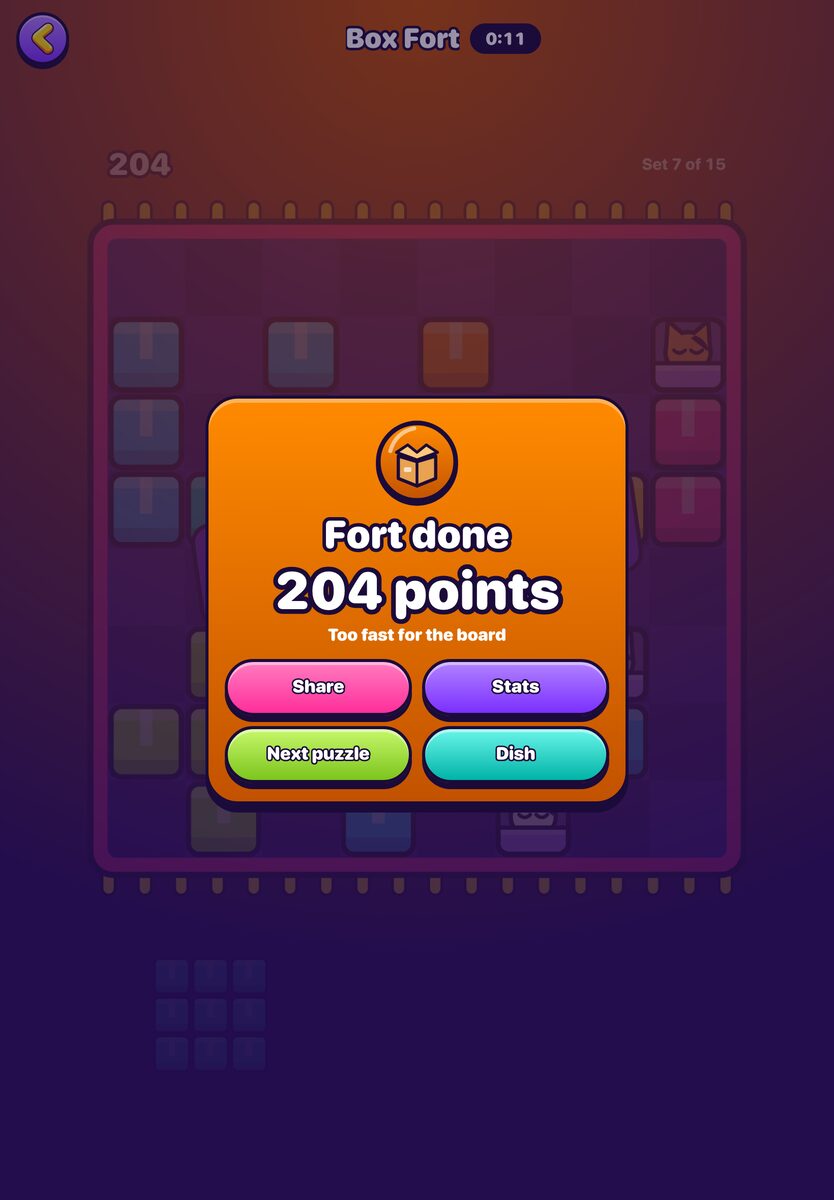 Box Fort 0:11
204 Set 7 of 15
Fort done
204 points
Too fast for the board
Share Stats
Next puzzle Dish